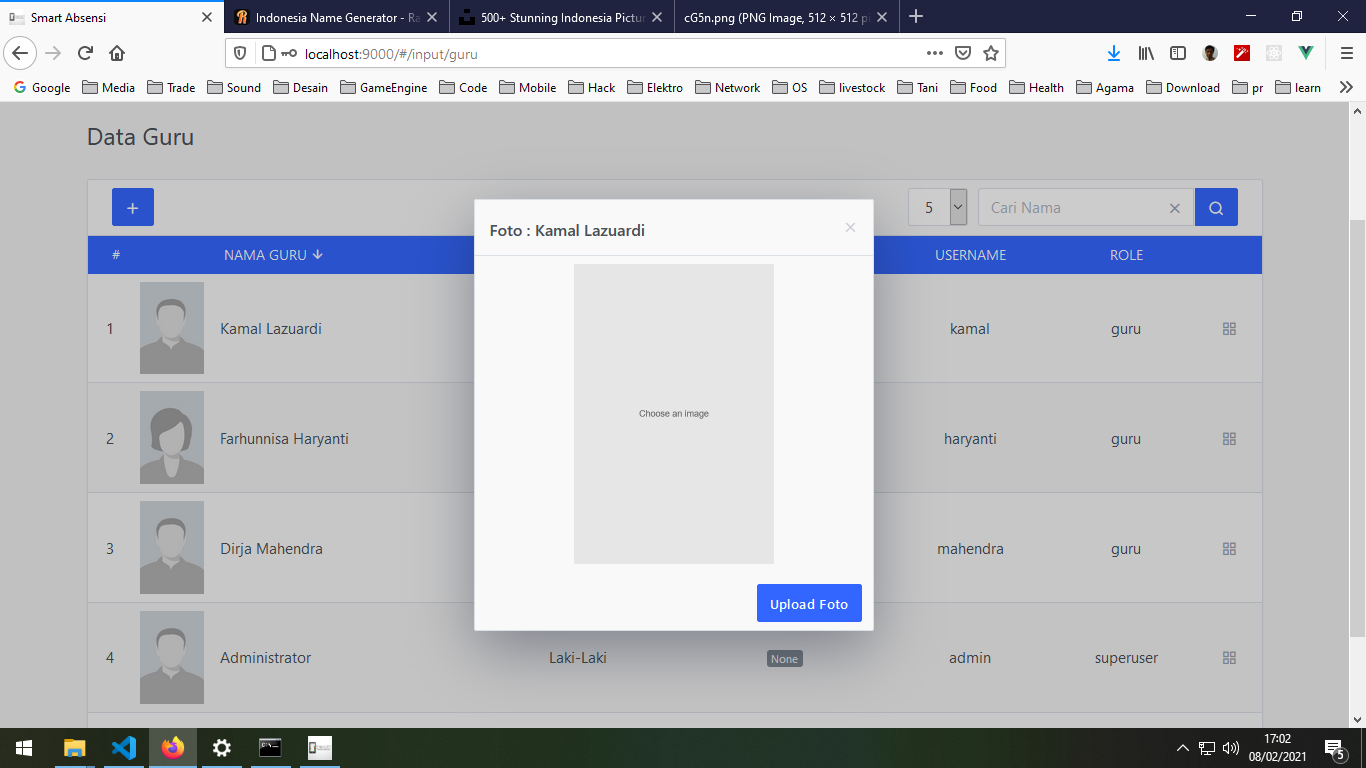 Smart Absensi
Indonesia Name Generator - Ra
500+ Stunning Indonesia Pictur
cG5n.png (PNG Image, 512 × 512 pi
localhost:9000/#/input/guru
Google Media Trade Sound Desain GameEngine Code Mobile Hack Elektro Network OS livestock Tani Food Health Agama Download pr learn
Data Guru
+ 5 Cari Nama
# NAMA GURU USERNAME ROLE
Foto : Kamal Lazuardi
Choose an image
Upload Foto
1 Kamal Lazuardi kamal guru
2 Farhunnisa Haryanti haryanti guru
3 Dirja Mahendra mahendra guru
4 Administrator Laki-Laki None admin superuser
17:02
08/02/2021
5